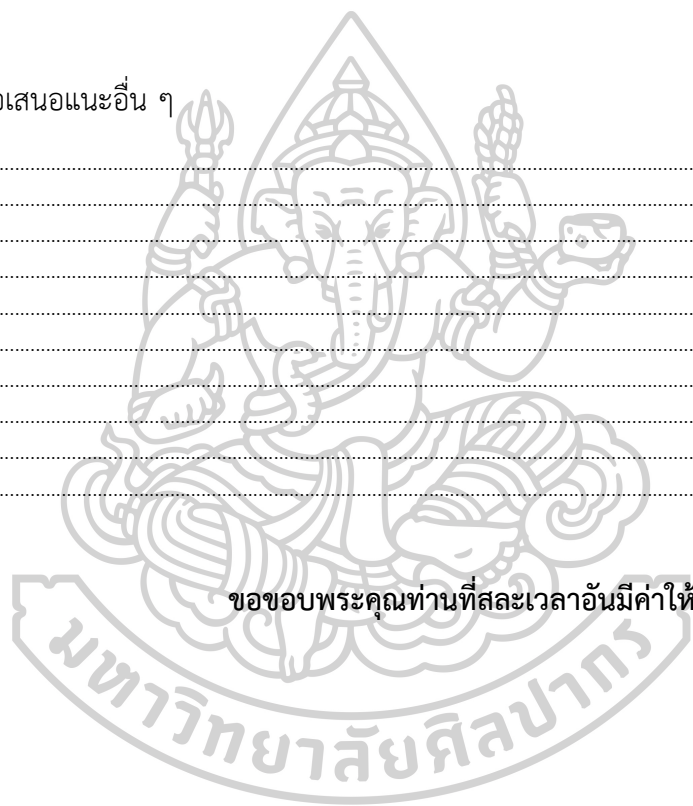 เสนอแนะอื่น ๆ
ขอขอบพระคุณท่านที่สละเวลาอันมีค่าให้
มหาวิทยาลัยศิลปากร